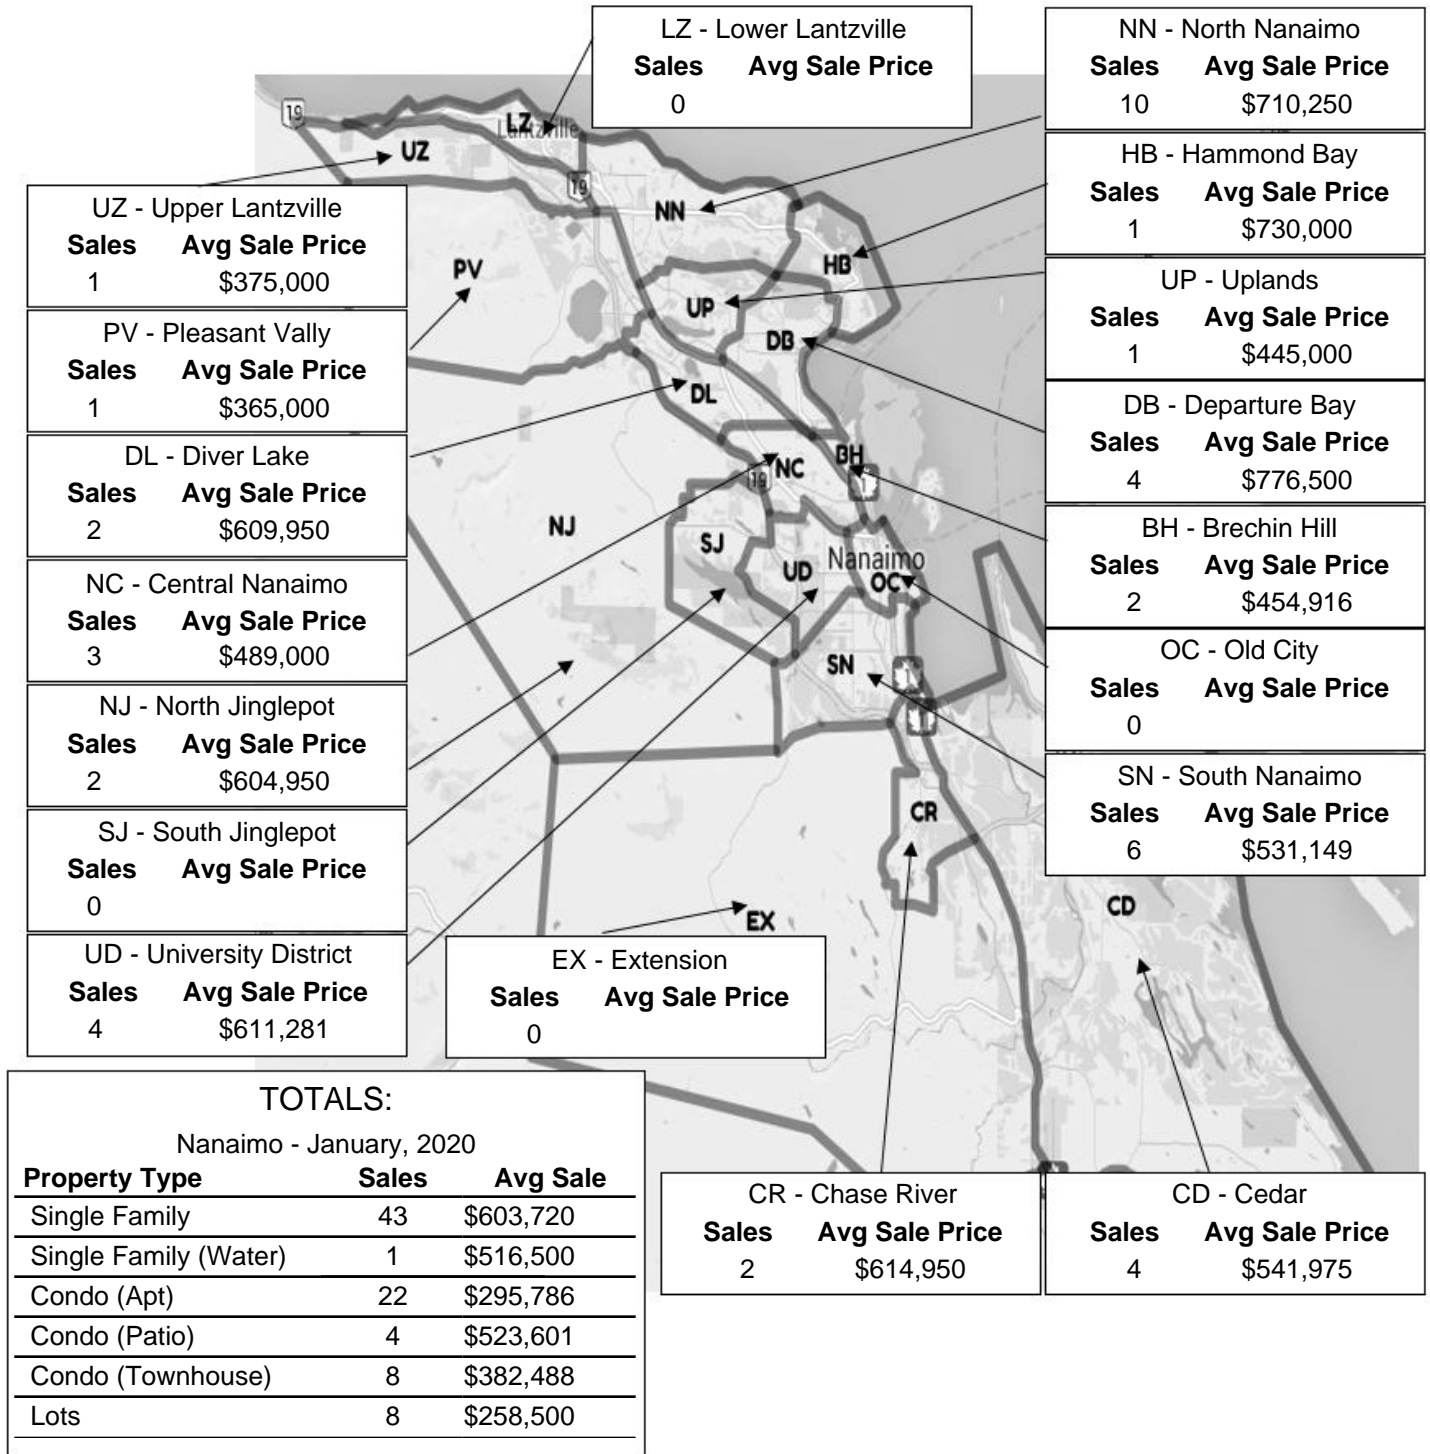 LZ - Lower Lantzville
Sales Avg Sale Price
0
NN - North Nanaimo
Sales Avg Sale Price
10 $710,250
HB - Hammond Bay
Sales Avg Sale Price
1 $730,000
UP - Uplands
Sales Avg Sale Price
1 $445,000
DB - Departure Bay
Sales Avg Sale Price
4 $776,500
BH - Brechin Hill
Sales Avg Sale Price
2 $454,916
OC - Old City
Sales Avg Sale Price
0
SN - South Nanaimo
Sales Avg Sale Price
6 $531,149
UZ - Upper Lantzville
Sales Avg Sale Price
1 $375,000
PV - Pleasant Vally
Sales Avg Sale Price
1 $365,000
DL - Diver Lake
Sales Avg Sale Price
2 $609,950
NC - Central Nanaimo
Sales Avg Sale Price
3 $489,000
NJ - North Jinglepot
Sales Avg Sale Price
2 $604,950
SJ - South Jinglepot
Sales Avg Sale Price
0
UD - University District
Sales Avg Sale Price
4 $611,281
EX - Extension
Sales Avg Sale Price
0
CR - Chase River
Sales Avg Sale Price
2 $614,950
CD - Cedar
Sales Avg Sale Price
4 $541,975
19
LZ
Lantzville
UZ
19
NN
PV
HB
UP
DB
DL
BH
NC
19
1
NJ
SJ
Nanaimo
UD
OC
SN
CR
CD
EX
TOTALS:
Nanaimo - January, 2020
Property Type Sales Avg Sale
Single Family 43 $603,720
Single Family (Water) 1 $516,500
Condo (Apt) 22 $295,786
Condo (Patio) 4 $523,601
Condo (Townhouse) 8 $382,488
Lots 8 $258,500